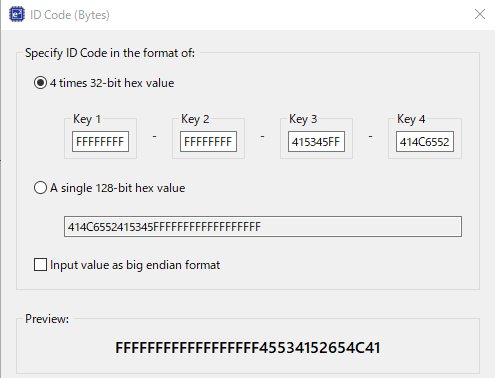 e² ID Code (Bytes)
Specify ID Code in the format of:
4 times 32-bit hex value
Key 1 Key 2 Key 3 Key 4
FFFFFFFF - FFFFFFFF - 415345FF - 414C6552
A single 128-bit hex value
414C6552415345FFFFFFFFFFFFFFFFFF
Input value as big endian format
Preview:
FFFFFFFFFFFFFFFFFF45534152654C41